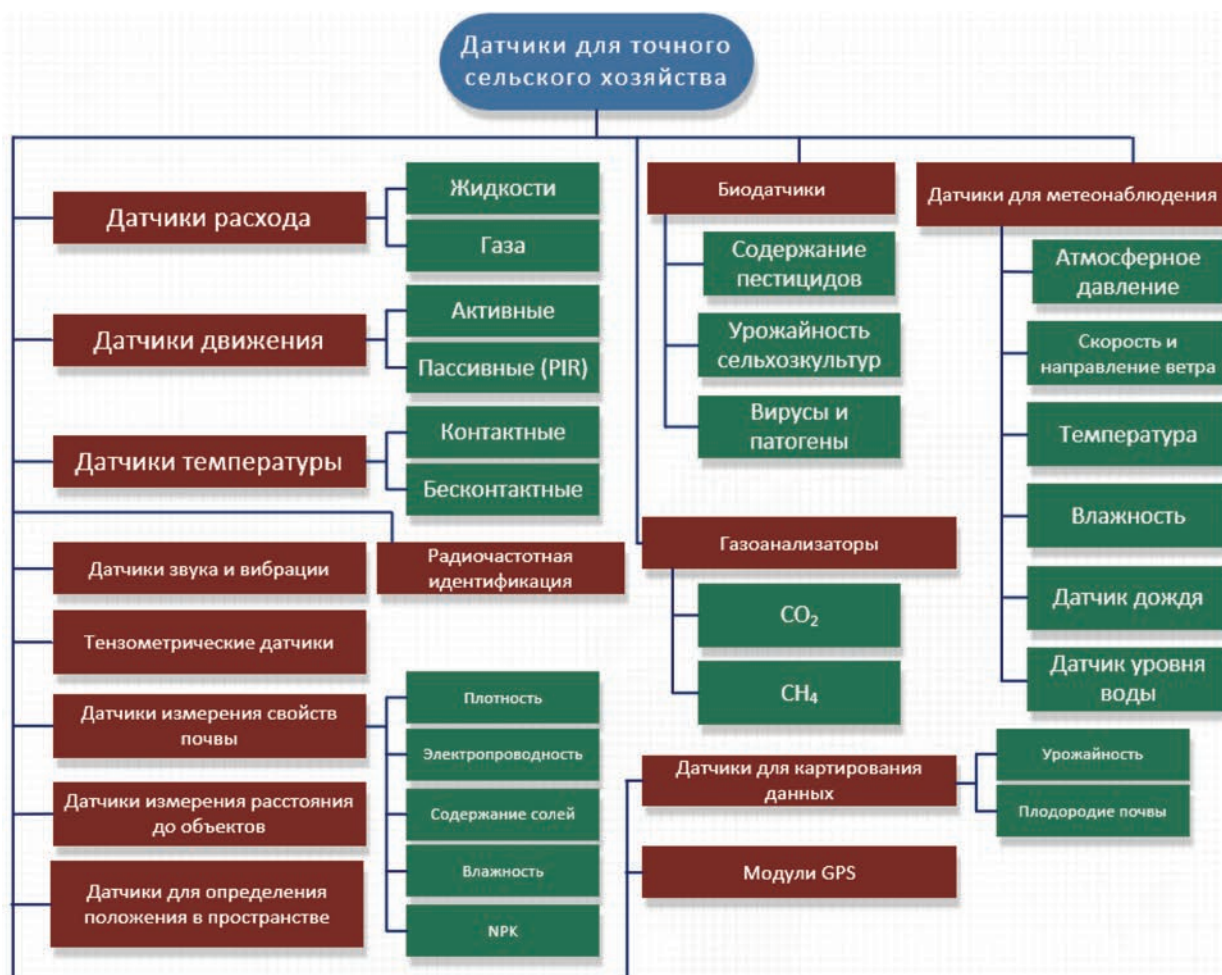 Датчики для точного
сельского хозяйства
Датчики расхода
Жидкости
Газа
Датчики движения
Активные
Пассивные (PIR)
Датчики температуры
Контактные
Бесконтактные
Радиочастотная
идентификация
Датчики звука и вибрации
Тензометрические датчики
Датчики измерения свойств
почвы
Плотность
Электропроводность
Содержание солей
Влажность
NPK
Датчики измерения расстояния
до объектов
Датчики для определения
положения в пространстве
Биодатчики
Содержание
пестицидов
Урожайность
сельхозкультур
Вирусы и
патогены
Газоанализаторы
CO₂
CH₄
Датчики для метеонаблюдения
Атмосферное
давление
Скорость и
направление ветра
Температура
Влажность
Датчик дождя
Датчик уровня
воды
Датчики для картирования
данных
Урожайность
Плодородие почвы
Модули GPS